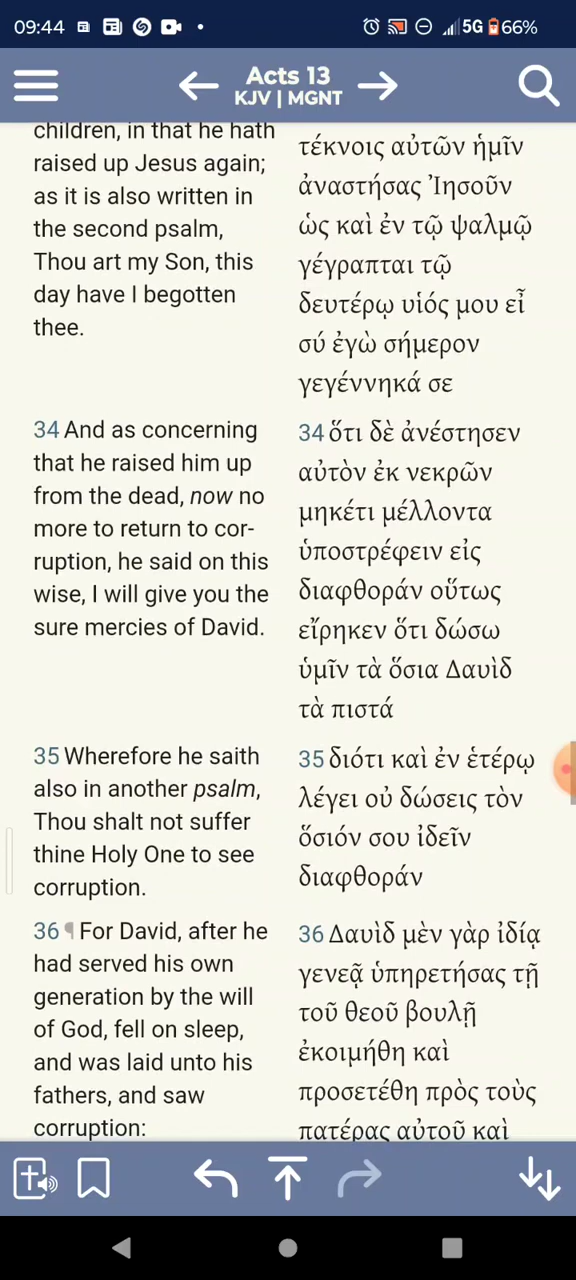 09:44
5G 66%
Acts 13
KJV | MGNT
children, in that he hath
raised up Jesus again;
as it is also written in
the second psalm,
Thou art my Son, this
day have I begotten
thee.
τέκνοις αὐτῶν ἡμῖν
ἀναστήσας Ἰησοῦν
ὡς καὶ ἐν τῷ ψαλμῷ
γέγραπται τῷ
δευτέρῳ υἱός μου εἶ
σύ ἐγὼ σήμερον
γεγέννηκά σε
34 And as concerning
that he raised him up
from the dead, now no
more to return to cor-
ruption, he said on this
wise, I will give you the
sure mercies of David.
34 ὅτι δὲ ἀνέστησεν
αὐτὸν ἐκ νεκρῶν
μηκέτι μέλλοντα
ὑποστρέφειν εἰς
διαφθοράν οὕτως
εἴρηκεν ὅτι δώσω
ὑμῖν τὰ ὅσια Δαυὶδ
τὰ πιστά
35 Wherefore he saith
also in another psalm,
Thou shalt not suffer
thine Holy One to see
corruption.
35 διότι καὶ ἐν ἑτέρῳ
λέγει οὐ δώσεις τὸν
ὅσιόν σου ἰδεῖν
διαφθοράν
36 ¶ For David, after he
had served his own
generation by the will
of God, fell on sleep,
and was laid unto his
fathers, and saw
corruption:
36 Δαυὶδ μὲν γὰρ ἰδίᾳ
γενεᾷ ὑπηρετήσας τῇ
τοῦ θεοῦ βουλῇ
ἐκοιμήθη καὶ
προσετέθη πρὸς τοὺς
πατέρας αὐτοῦ καὶ